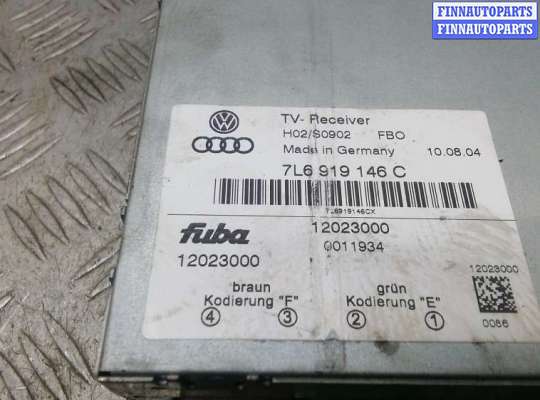 FINNAUTOPARTS
FINNAUTOPARTS
TV- Receiver
H02/S0902 FBO
Made in Germany 10.08.04
7L6 919 146 C
7L6919146CX
fuba 12023000
12023000 0011934
braun grün 12023000
Kodierung "F" Kodierung "E"
4 3 2 1
0086